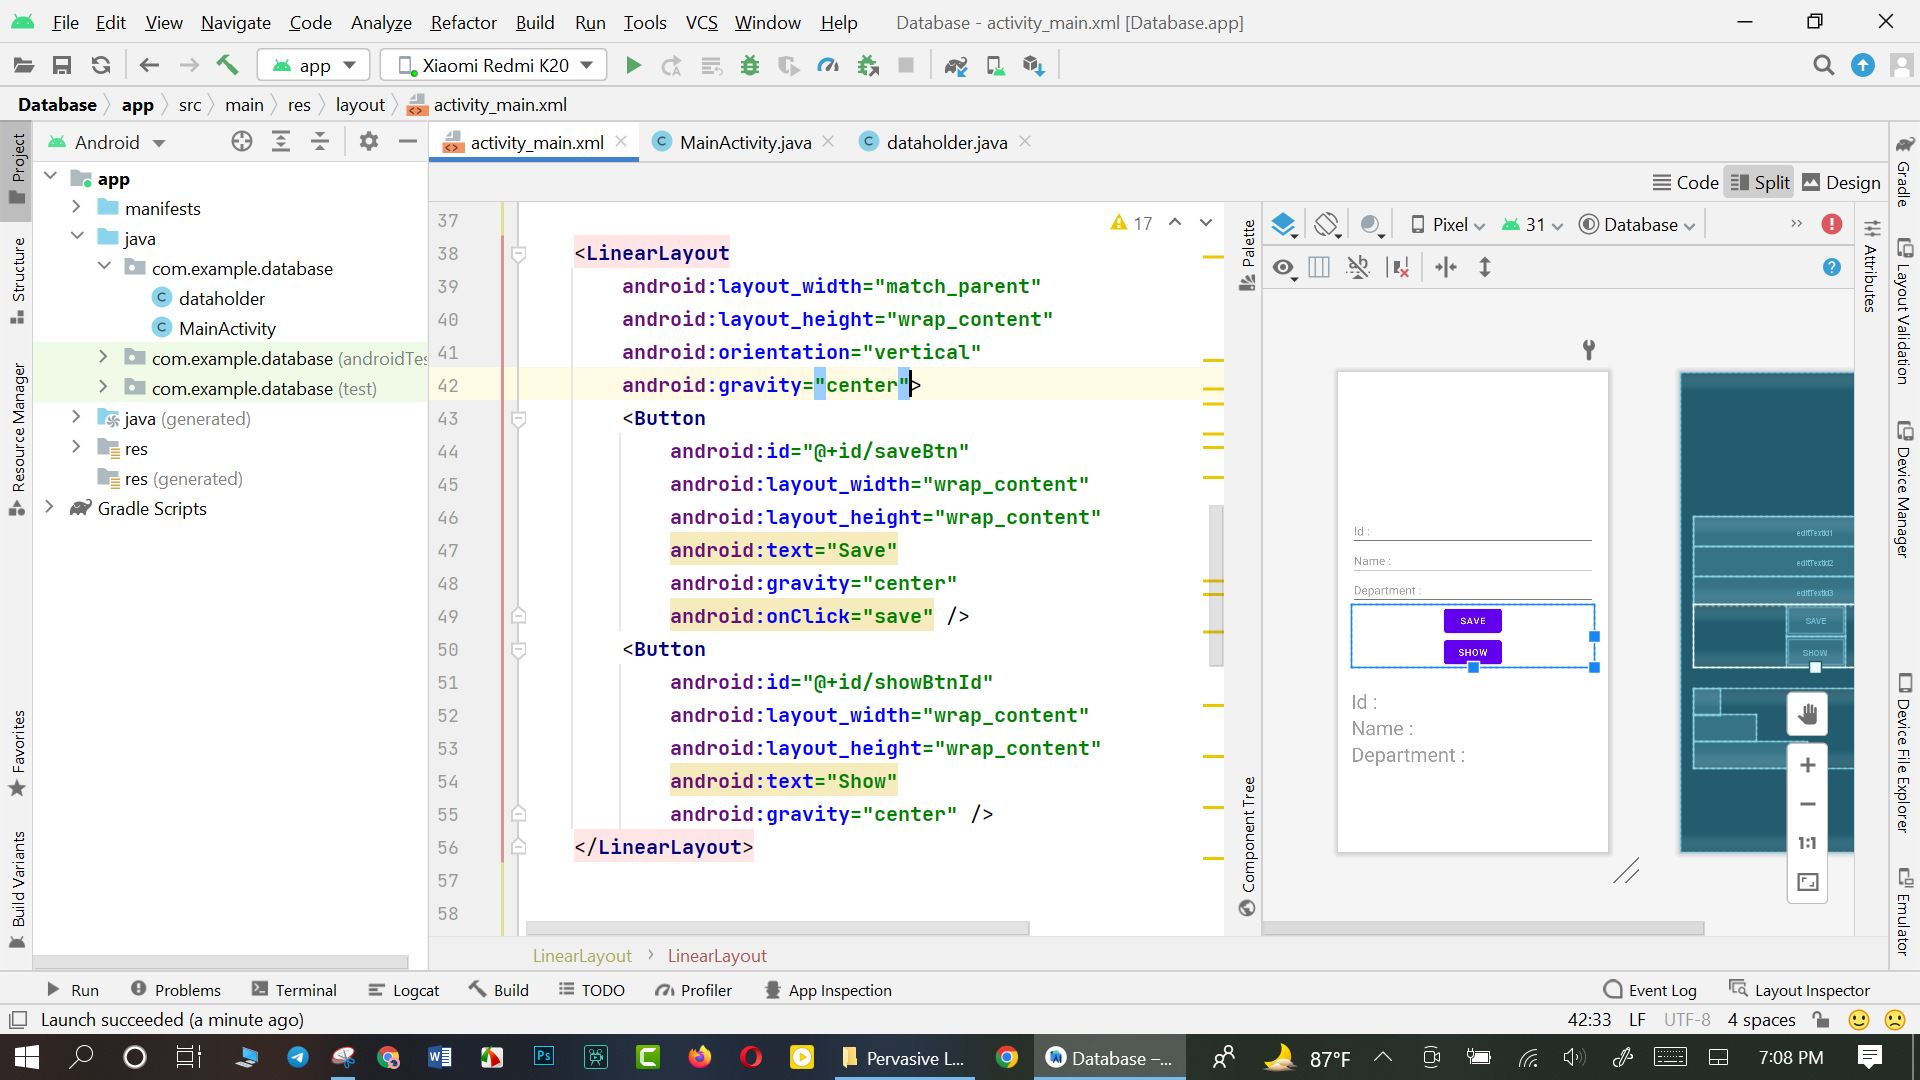 File Edit View Navigate Code Analyze Refactor Build Run Tools VCS Window Help Database - activity_main.xml [Database.app]
app Xiaomi Redmi K20
Database app src main res layout activity_main.xml
Project
Android
activity_main.xml
MainActivity.java
dataholder.java
Code Split Design
app
manifests
java
com.example.database
dataholder
MainActivity
com.example.database (androidTes
com.example.database (test)
java (generated)
res
res (generated)
Gradle Scripts
Structure
Resource Manager
Favorites
Build Variants
17
37
38 <LinearLayout
39 android:layout_width="match_parent"
40 android:layout_height="wrap_content"
41 android:orientation="vertical"
42 android:gravity="center">
43 <Button
44 android:id="@+id/saveBtn"
45 android:layout_width="wrap_content"
46 android:layout_height="wrap_content"
47 android:text="Save"
48 android:gravity="center"
49 android:onClick="save" />
50 <Button
51 android:id="@+id/showBtnId"
52 android:layout_width="wrap_content"
53 android:layout_height="wrap_content"
54 android:text="Show"
55 android:gravity="center" />
56 </LinearLayout>
57
58
LinearLayout LinearLayout
Palette
Component Tree
Pixel 31 Database
Id :
Name :
Department :
SAVE
SHOW
Id :
Name :
Department :
editTextId1
editTextId2
editTextId3
SAVE
SHOW
1:1
Attributes
Gradle
Layout Validation
Device Manager
Device File Explorer
Emulator
Run Problems Terminal Logcat Build TODO Profiler App Inspection Event Log Layout Inspector
Launch succeeded (a minute ago) 42:33 LF UTF-8 4 spaces
Pervasive L... Database –... 87°F 7:08 PM